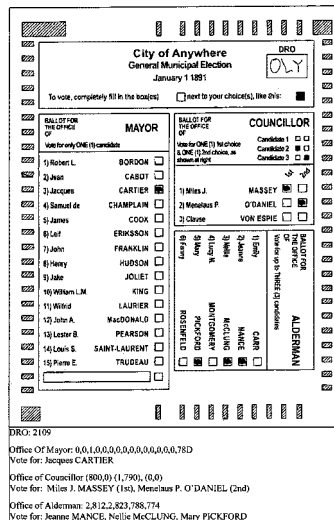 City of Anywhere
General Municipal Election
January 1 1891
DRO
OLY
To vote, completely fill in the box(es) next to your choice(s), like this:
BALLOT FOR
THE OFFICE
OF
MAYOR
Vote for only ONE (1) candidate
1) Robert L. BORDON
2) Jean CABOT
3) Jacques CARTIER
4) Samuel de CHAMPLAIN
5) James COOK
6) Leif ERIKSSON
7) John FRANKLIN
8) Henry HUDSON
9) Jake JOLIET
10) William L.M. KING
11) Wilfrid LAURIER
12) John A. MacDONALD
13) Lester B. PEARSON
14) Louis S. SAINT-LAURENT
15) Pierre E. TRUDEAU
BALLOT FOR
THE OFFICE
OF
COUNCILLOR
Vote for ONE (1) 1st choice
& ONE (1) 2nd choice, as
shown at right
Candidate 1
Candidate 2
Candidate 3
1st 2nd
1) Miles J. MASSEY
2) Menelaus P. O'DANIEL
3) Clause VON ESPIE
BALLOT FOR
THE OFFICE
OF
ALDERMAN
Vote for up to THREE (3) candidates
1) Emily CARR
2) Jeanne MANCE
3) Nellie McCLUNG
4) Lucy M. MONTGOMERY
5) Mary PICKFORD
6) Fanny ROSENFELD
DRO: 2109
Office Of Mayor: 0,0,1,0,0,0,0,0,0,0,0,0,0,0,78D
Vote for: Jacques CARTIER
Office of Councillor (800,0) (1,790), (0,0)
Vote for: Miles J. MASSEY (1st), Menelaus P. O'DANIEL (2nd)
Office of Alderman: 2,812,2,823,788,774
Vote for: Jeanne MANCE, Nellie McCLUNG, Mary PICKFORD